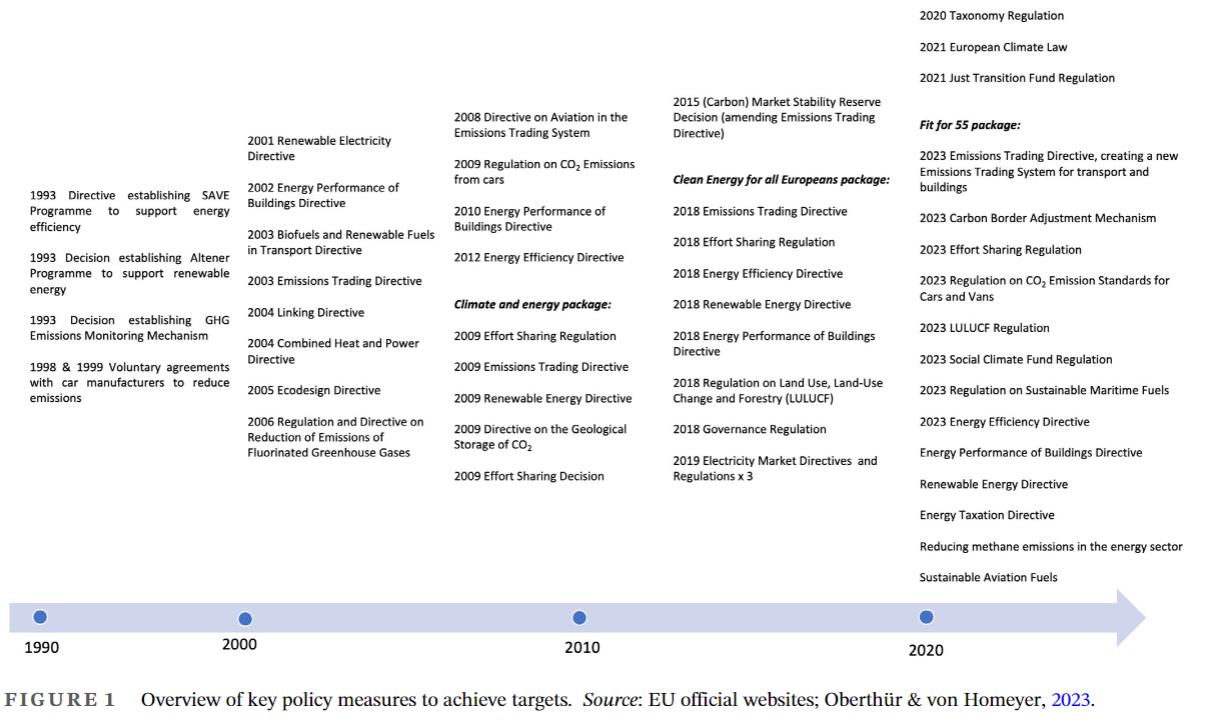 1993 Directive establishing SAVE
Programme to support energy
efficiency
1993 Decision establishing Altener
Programme to support renewable
energy
1993 Decision establishing GHG
Emissions Monitoring Mechanism
1998 & 1999 Voluntary agreements
with car manufacturers to reduce
emissions
2001 Renewable Electricity
Directive
2002 Energy Performance of
Buildings Directive
2003 Biofuels and Renewable Fuels
in Transport Directive
2003 Emissions Trading Directive
2004 Linking Directive
2004 Combined Heat and Power
Directive
2005 Ecodesign Directive
2006 Regulation and Directive on
Reduction of Emissions of
Fluorinated Greenhouse Gases
2008 Directive on Aviation in the
Emissions Trading System
2009 Regulation on CO₂ Emissions
from cars
2010 Energy Performance of
Buildings Directive
2012 Energy Efficiency Directive
Climate and energy package:
2009 Effort Sharing Regulation
2009 Emissions Trading Directive
2009 Renewable Energy Directive
2009 Directive on the Geological
Storage of CO₂
2009 Effort Sharing Decision
2015 (Carbon) Market Stability Reserve
Decision (amending Emissions Trading
Directive)
Clean Energy for all Europeans package:
2018 Emissions Trading Directive
2018 Effort Sharing Regulation
2018 Energy Efficiency Directive
2018 Renewable Energy Directive
2018 Energy Performance of Buildings
Directive
2018 Regulation on Land Use, Land-Use
Change and Forestry (LULUCF)
2018 Governance Regulation
2019 Electricity Market Directives and
Regulations x 3
2020 Taxonomy Regulation
2021 European Climate Law
2021 Just Transition Fund Regulation
Fit for 55 package:
2023 Emissions Trading Directive, creating a new
Emissions Trading System for transport and
buildings
2023 Carbon Border Adjustment Mechanism
2023 Effort Sharing Regulation
2023 Regulation on CO₂ Emission Standards for
Cars and Vans
2023 LULUCF Regulation
2023 Social Climate Fund Regulation
2023 Regulation on Sustainable Maritime Fuels
2023 Energy Efficiency Directive
Energy Performance of Buildings Directive
Renewable Energy Directive
Energy Taxation Directive
Reducing methane emissions in the energy sector
Sustainable Aviation Fuels
1990
2000
2010
2020
FIGURE 1 Overview of key policy measures to achieve targets. Source: EU official websites; Oberthür & von Homeyer, 2023.